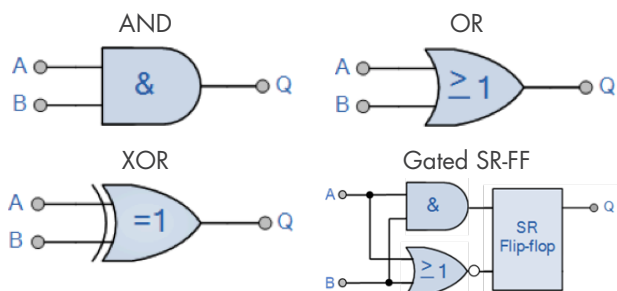 AND
A
B
&
Q
OR
A
B
≥ 1
Q
XOR
A
B
=1
Q
Gated SR-FF
A
B
&
≥ 1
SR
Flip-flop
Q